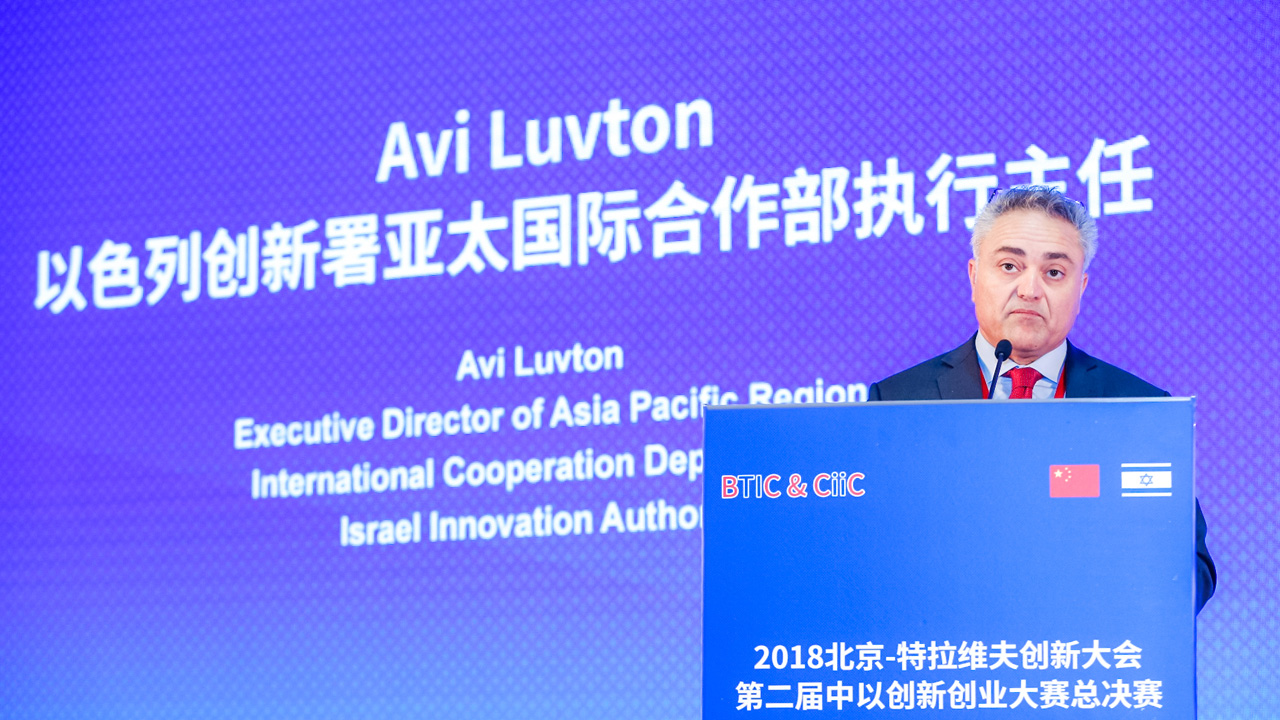 Avi Luvton
以色列创新署亚太国际合作部执行主任
Avi Luvton
Executive Director of Asia Pacific Region
International Cooperation
Israel Innovation
BTIC & CiiC
2018北京-特拉维夫创新大会
第二届中以创新创业大赛总决赛